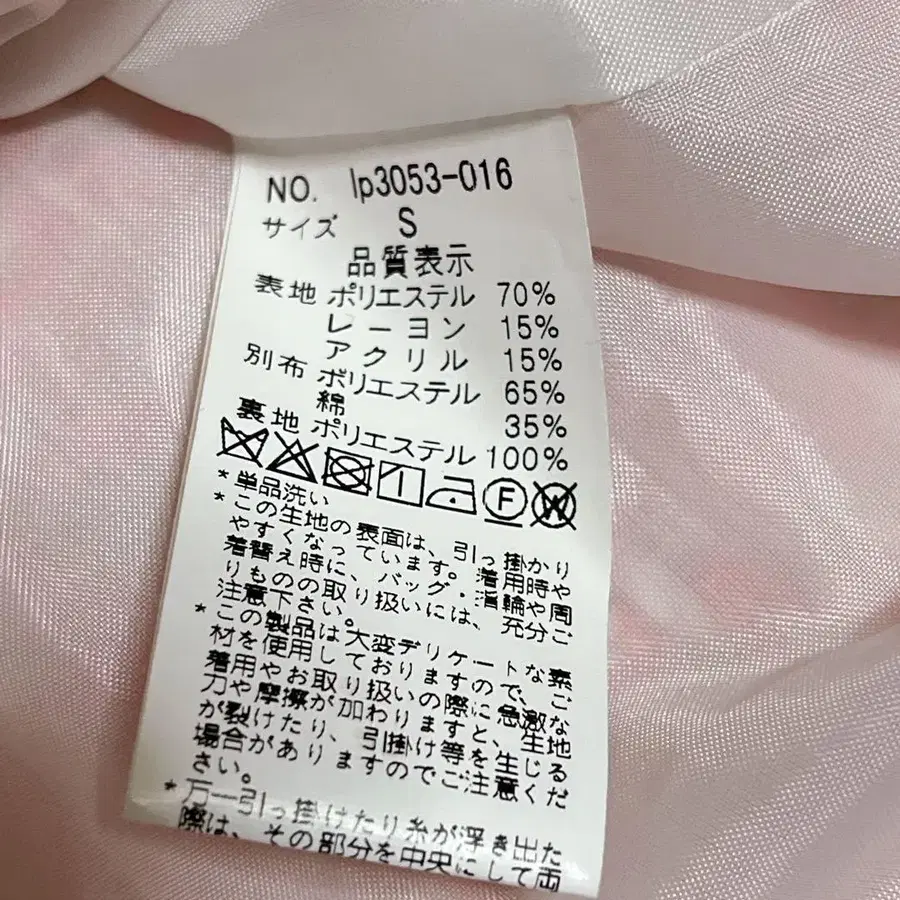 NO. lp3053-016
サイズ S
品質表示
表地 ポリエステル 70%
レーヨン 15%
アクリル 15%
別布 ポリエステル 65%
綿 35%
裏地 ポリエステル 100%
F W
*単品洗い
*この生地の表面は、引っ掛かり
やすくなっています。着用時や
着替え時に、バッグ・指輪や周
りものの取り扱いには、充分ご
注意下さい。
*この製品は大変デリケートな素
材を使用しておりますので、ご
着用やお取り扱いの際に急激な
力や摩擦が加わりますと、生地
が裂けたり、引掛け等を生じる
場合がありますのでご注意くだ
さい。
*万一引っ掛けたり糸が浮き出た
際は、その部分を中央にして両